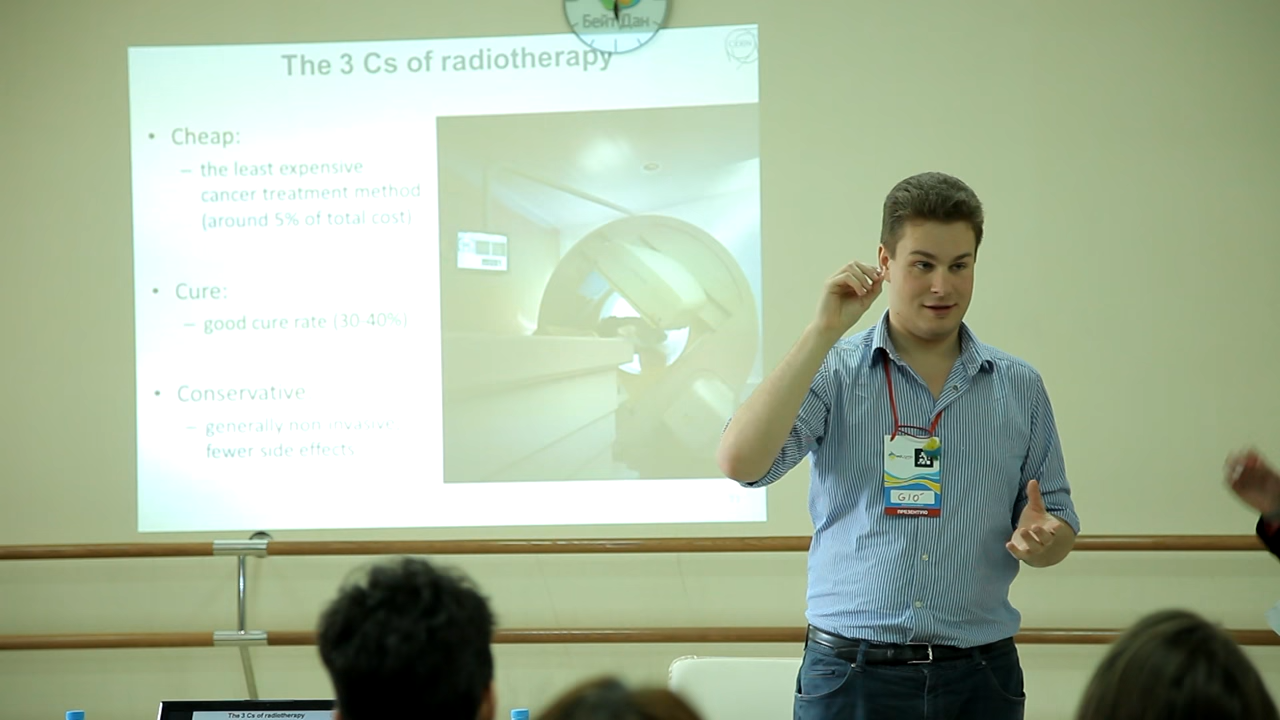 Бейт Дан
The 3 Cs of radiotherapy
CERN
• Cheap:
– the least expensive
cancer treatment method
(around 5% of total cost)
• Cure:
– good cure rate (30-40%)
• Conservative
– generally non invasive
fewer side effects
GIO
ПРЕЗЕНТУЮ
The 3 Cs of radiotherapy